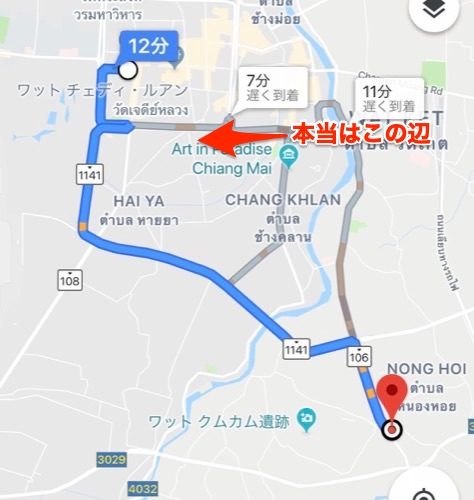 วรมหาวิหาร
ตำบล
ช้างม่อย
12分
ワット チェディ・ルアン
วัดเจดีย์หลวง
7分
遅く到着
11分
遅く到着
本当はこの辺
Art in Paradise
Chiang Mai
1141
HAI YA
ตำบล หายยา
CHANG KHLAN
ตำบล
ช้างคลาน
108
1141
106
NONG HOI
ตำบล
หนองหอย
ワット クムカム遺跡
3029
4032